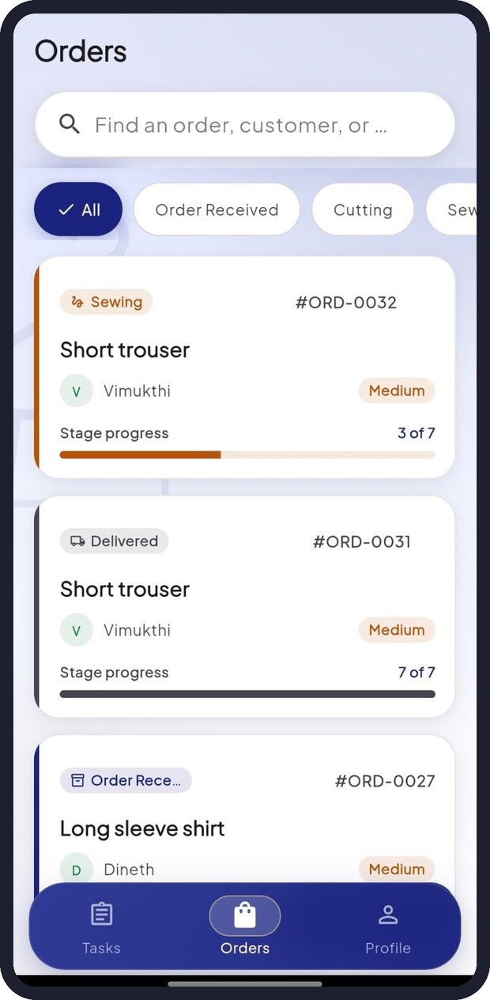 Orders
Find an order, customer, or ...
All Order Received Cutting Sew
Sewing #ORD-0032
Short trouser
V Vimukthi Medium
Stage progress 3 of 7
Delivered #ORD-0031
Short trouser
V Vimukthi Medium
Stage progress 7 of 7
Order Rece... #ORD-0027
Long sleeve shirt
D Dineth Medium
Tasks Orders Profile